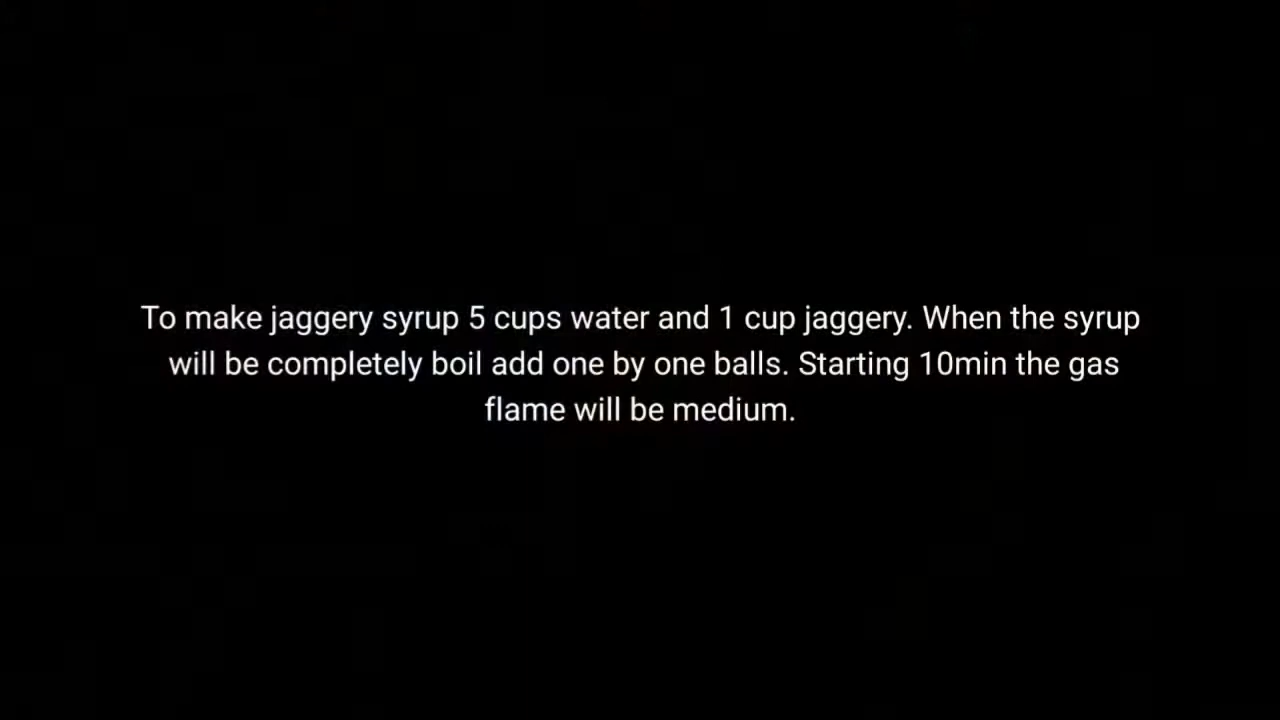 To make jaggery syrup 5 cups water and 1 cup jaggery. When the syrup
will be completely boil add one by one balls. Starting 10min the gas
flame will be medium.